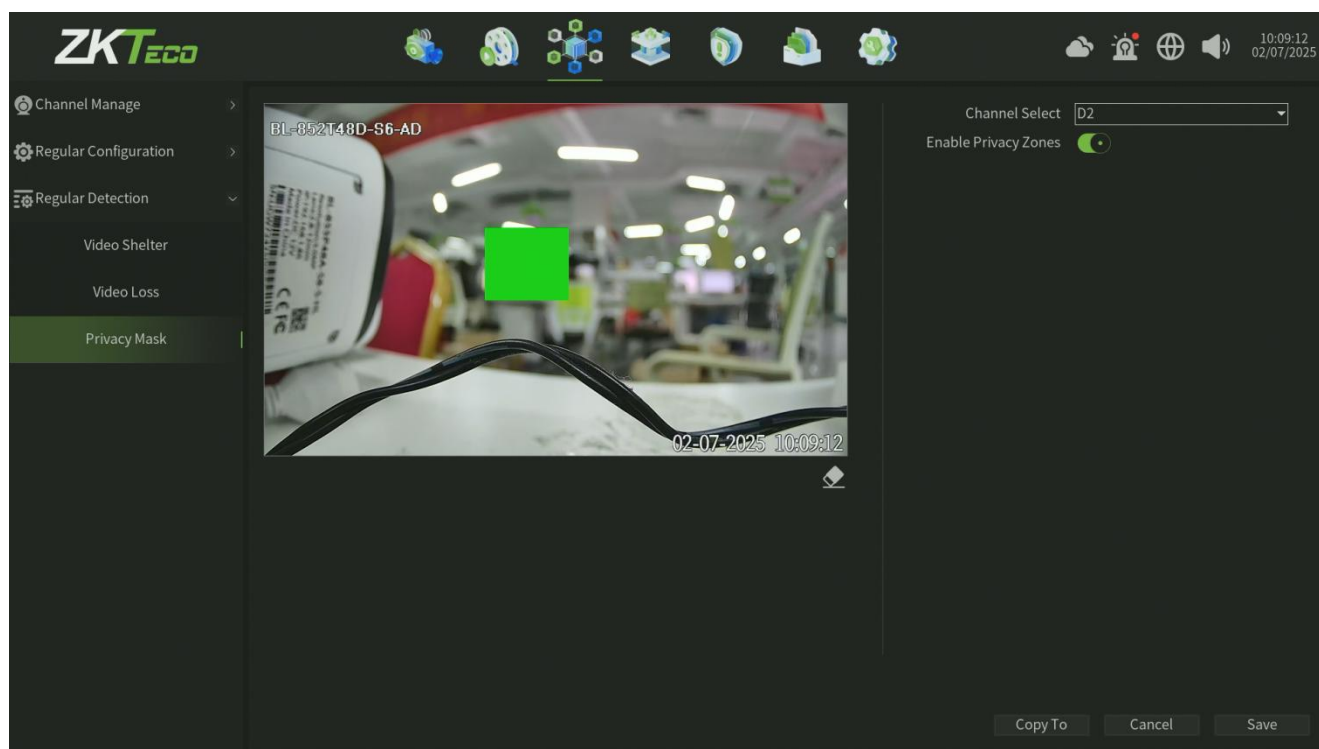 ZKTECO
10:09:12
02/07/2025
Channel Manage
Regular Configuration
Regular Detection
Video Shelter
Video Loss
Privacy Mask
BL-852T48D-S6-AD
CE FC
02-07-2025 10:09:12
Channel Select D2
Enable Privacy Zones
Copy To Cancel Save